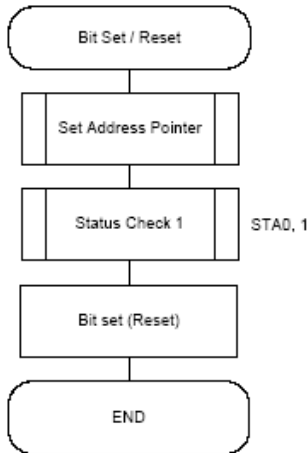 Bit Set / Reset
Set Address Pointer
Status Check 1
STA0, 1
Bit set (Reset)
END